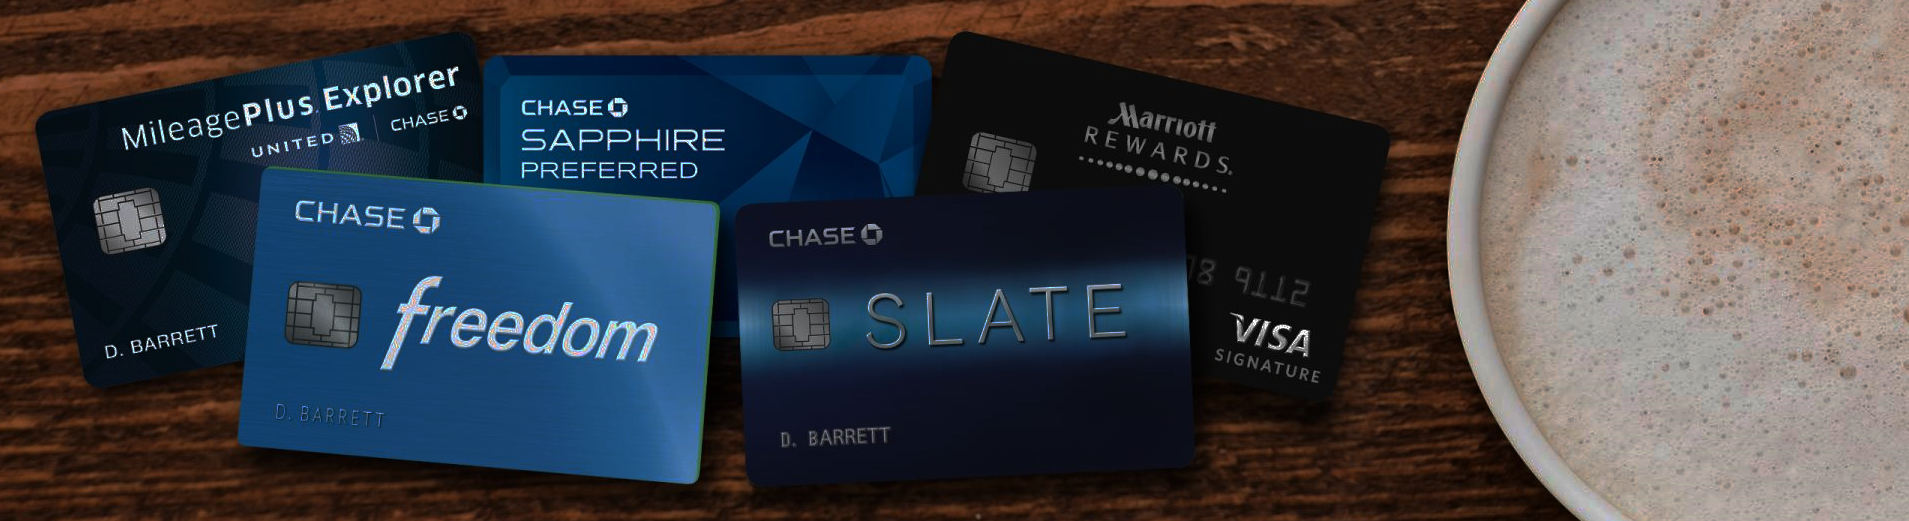 MileagePlus Explorer
UNITED
CHASE
D. BARRETT
CHASE
SAPPHIRE
PREFERRED
Marriott
REWARDS.
8 9112
VISA
SIGNATURE
CHASE
freedom
D. BARRETT
CHASE
SLATE
D. BARRETT